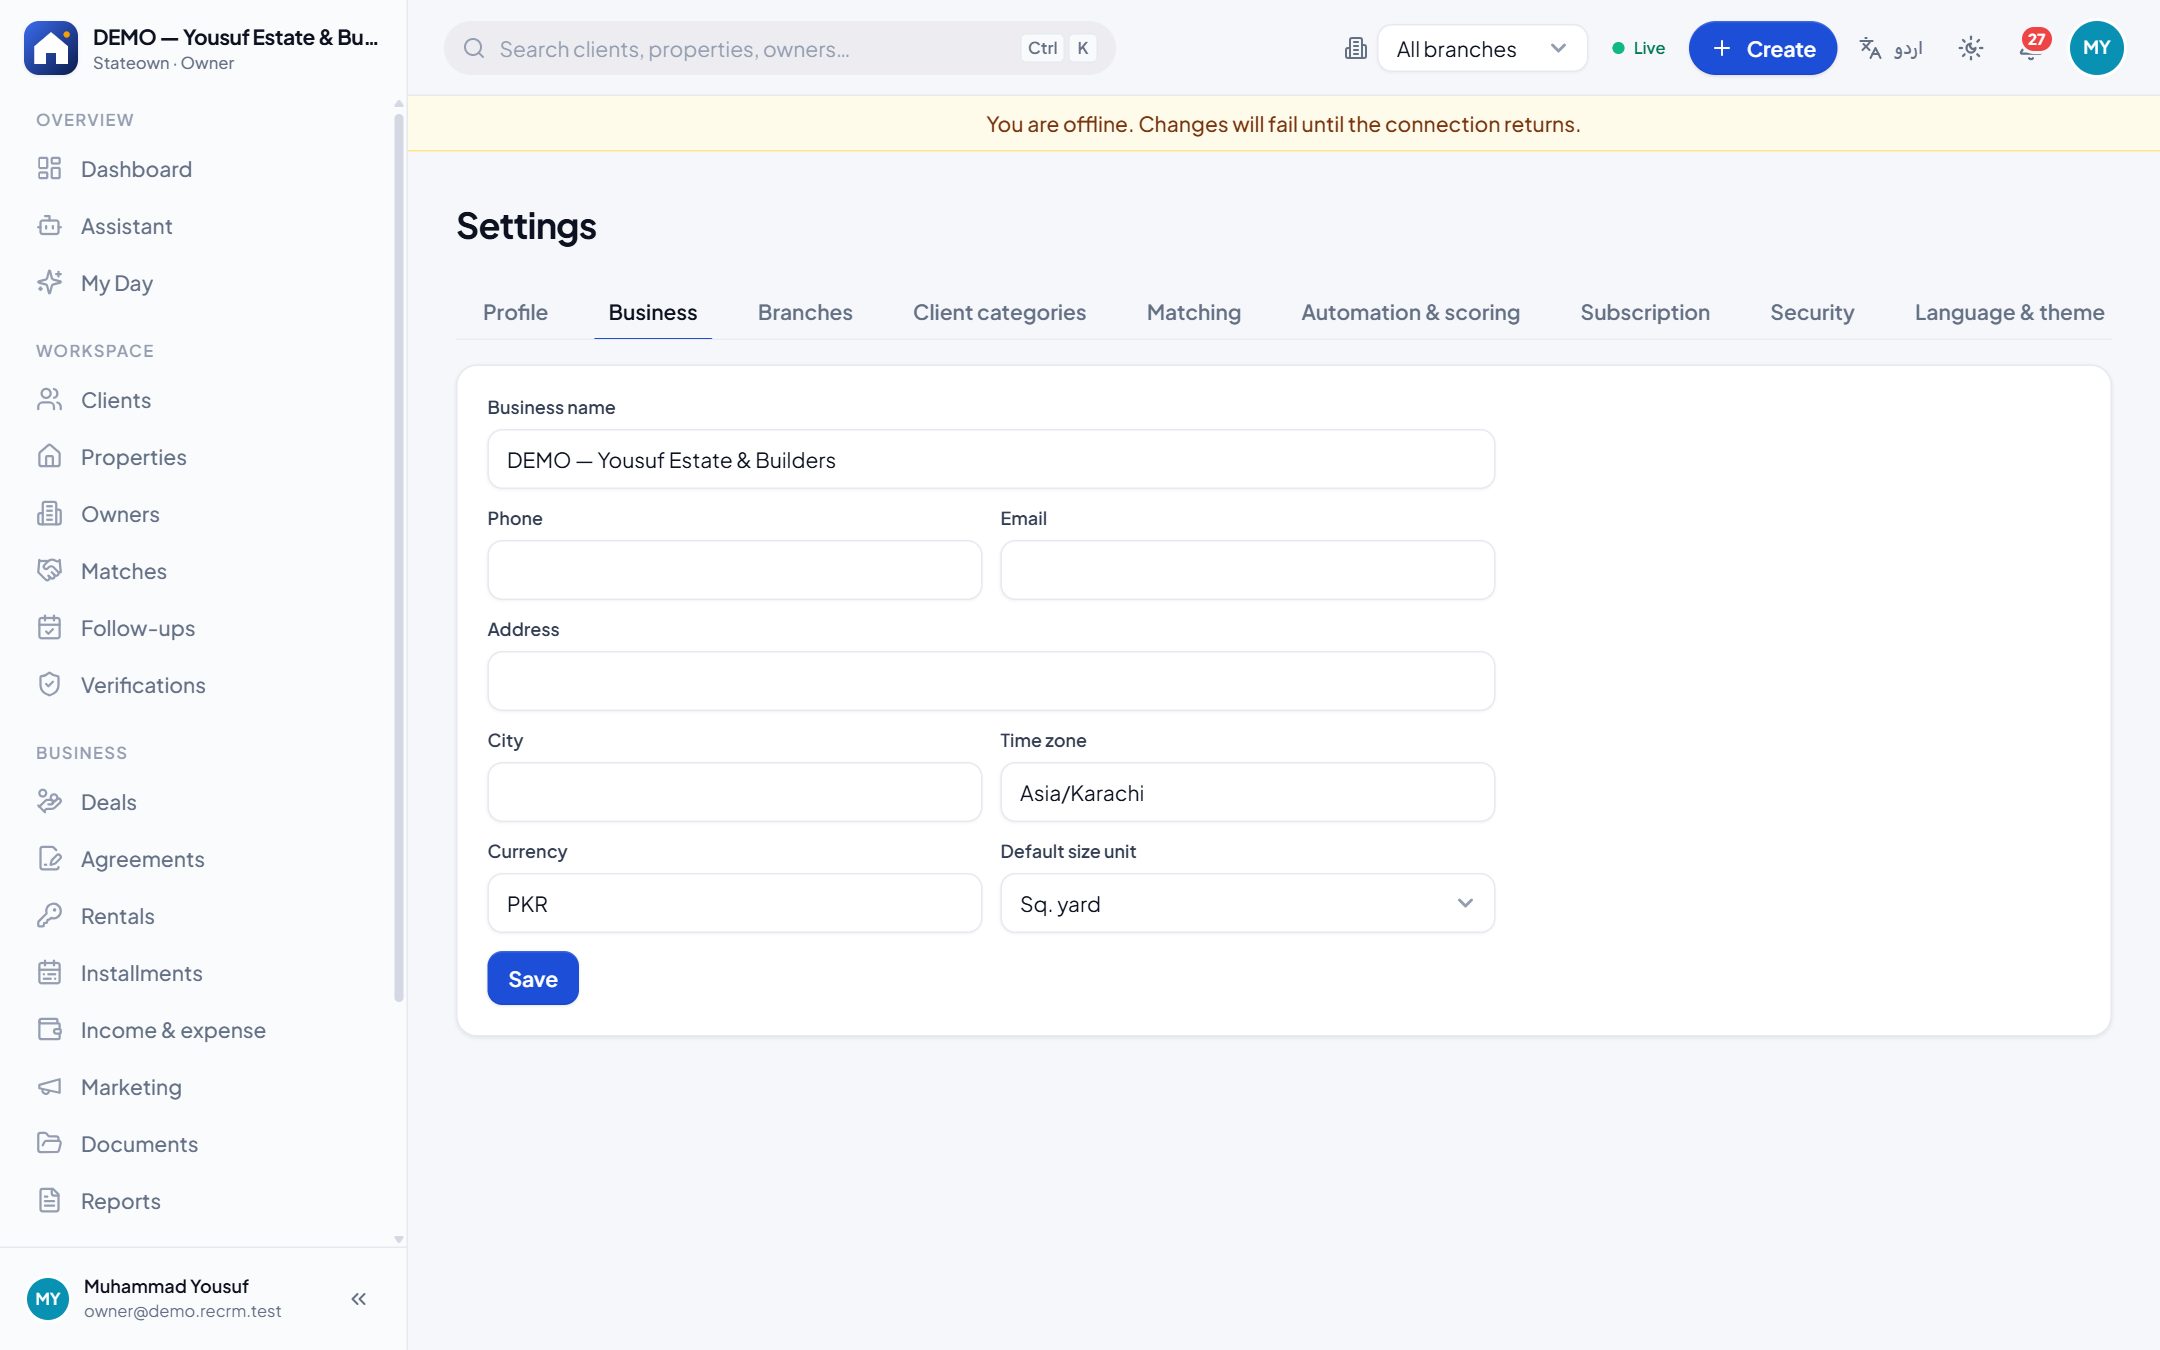 DEMO — Yousuf Estate & Bu...
Stateown · Owner
Search clients, properties, owners...
Ctrl K
All branches
Live
+ Create
اردو
27
MY
You are offline. Changes will fail until the connection returns.
OVERVIEW
Dashboard
Assistant
My Day
WORKSPACE
Clients
Properties
Owners
Matches
Follow-ups
Verifications
BUSINESS
Deals
Agreements
Rentals
Installments
Income & expense
Marketing
Documents
Reports
MY
Muhammad Yousuf
owner@demo.recrm.test
Settings
Profile Business Branches Client categories Matching Automation & scoring Subscription Security Language & theme
Business name
DEMO — Yousuf Estate & Builders
Phone Email
Address
City Time zone
Asia/Karachi
Currency Default size unit
PKR Sq. yard
Save